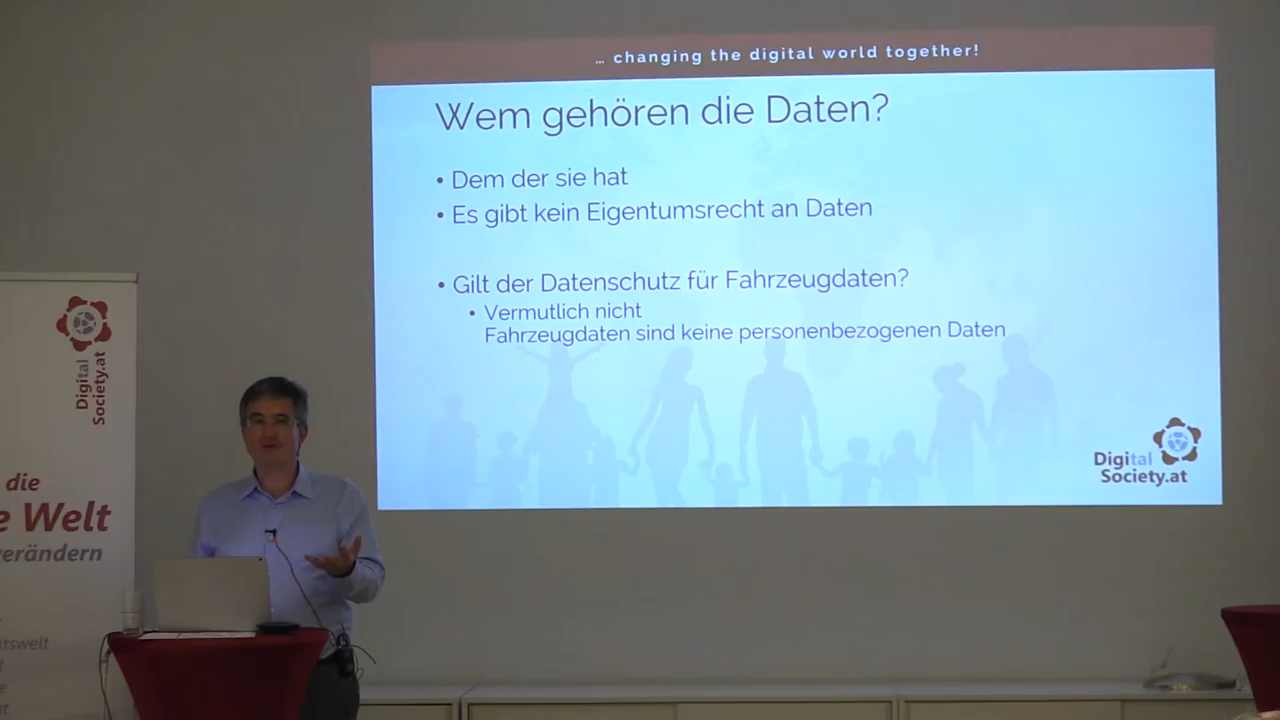 … changing the digital world together!
Wem gehören die Daten?
• Dem der sie hat
• Es gibt kein Eigentumsrecht an Daten
• Gilt der Datenschutz für Fahrzeugdaten?
• Vermutlich nicht
Fahrzeugdaten sind keine personenbezogenen Daten
Digital
Society.at
Digital
Society.at
die
e Welt
verändern
itswelt